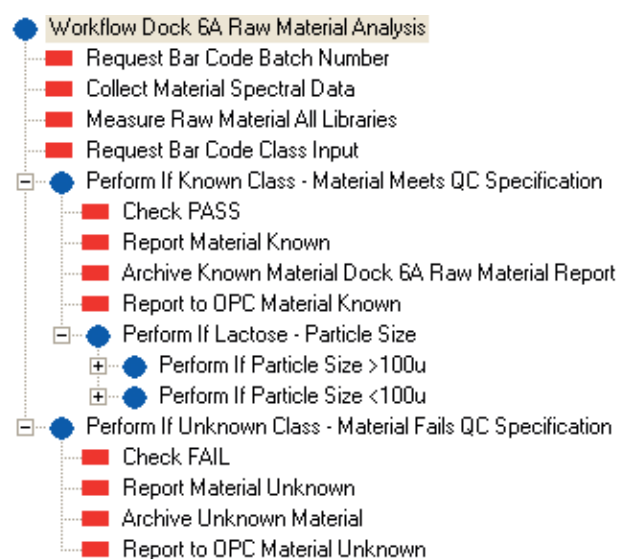 Workflow Dock 6A Raw Material Analysis
Request Bar Code Batch Number
Collect Material Spectral Data
Measure Raw Material All Libraries
Request Bar Code Class Input
Perform If Known Class - Material Meets QC Specification
Check PASS
Report Material Known
Archive Known Material Dock 6A Raw Material Report
Report to OPC Material Known
Perform If Lactose - Particle Size
Perform If Particle Size >100u
Perform If Particle Size <100u
Perform If Unknown Class - Material Fails QC Specification
Check FAIL
Report Material Unknown
Archive Unknown Material
Report to OPC Material Unknown